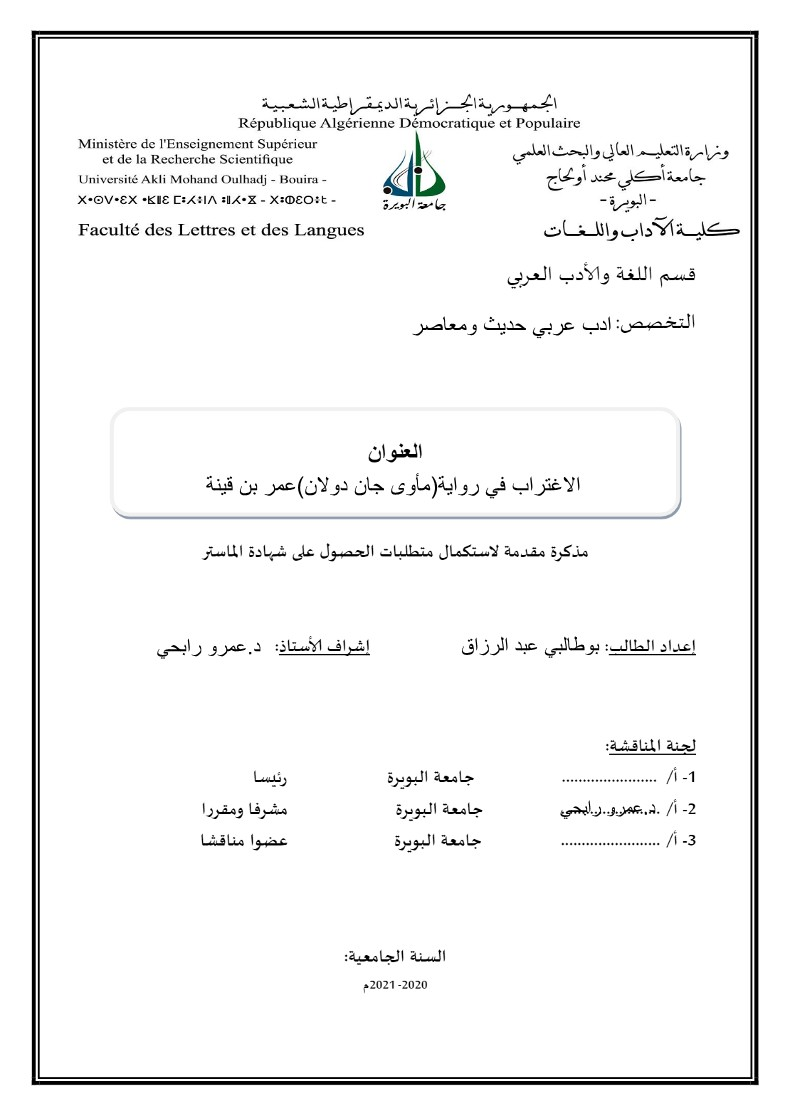 الجمهورية الجزائرية الديمقراطية الشعبية
République Algérienne Démocratique et Populaire
Ministère de l'Enseignement Supérieur
et de la Recherche Scientifique
Université Akli Mohand Oulhadj - Bouira -
ⵝⴰⵙⴷⴰⵡⵉⵜ
Faculté des Lettres et des Langues
جامعة البويرة
وزارة التعليم العالي والبحث العلمي
جامعة أكلي محند أولحاج
- البويرة -
كلية الآداب واللغات
قسم اللغة والأدب العربي
التخصص: ادب عربي حديث ومعاصر
العنوان
الاغتراب في رواية(مأوى جان دولان)عمر بن قينة
مذكرة مقدمة لاستكمال متطلبات الحصول على شهادة الماستر
إعداد الطالب: بوطالبي عبد الرزاق إشراف الأستاذ: د.عمرو رابحي
لجنة المناقشة:
1- أ/ ....................... جامعة البويرة رئيسا
2- أ/ .د.عمرو رابحي جامعة البويرة مشرفا ومقررا
3- أ/ ........................ جامعة البويرة عضوا مناقشا
السنة الجامعية:
2020-2021م